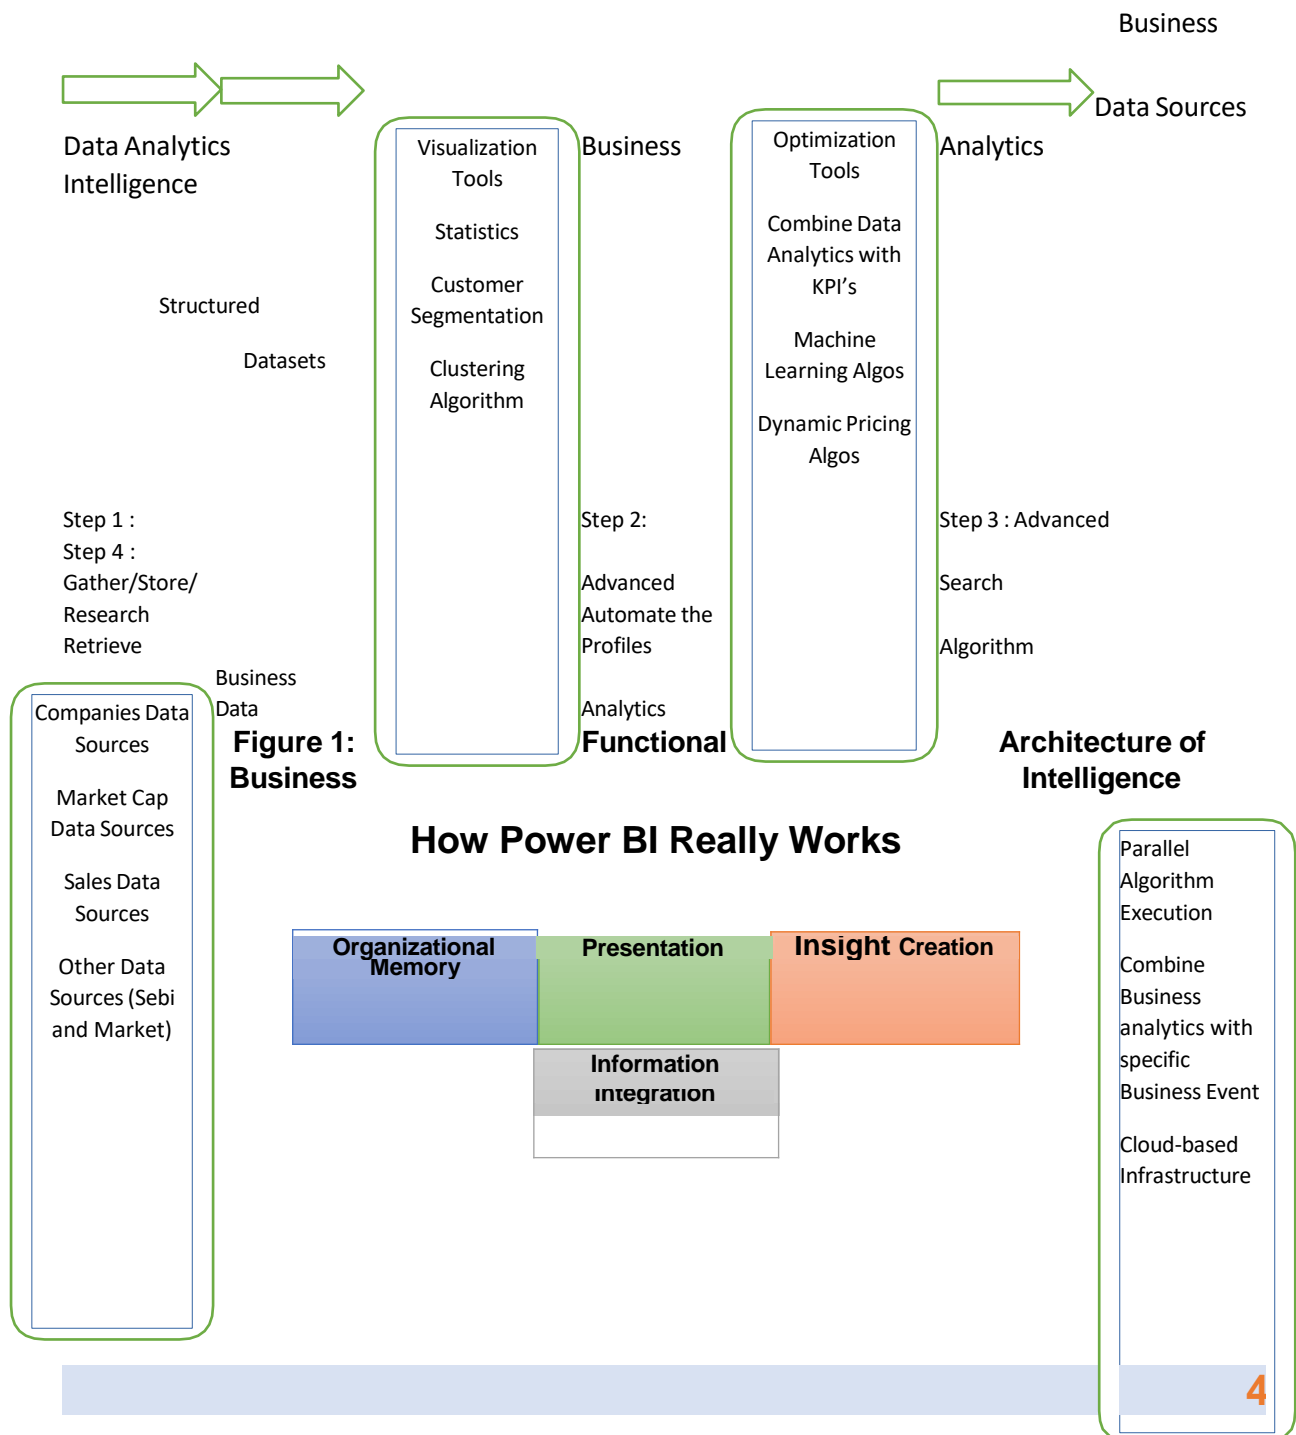 Business
Data Sources
Data Analytics
Intelligence
Visualization
Tools
Statistics
Customer
Segmentation
Clustering
Algorithm
Business
Optimization
Tools
Combine Data
Analytics with
KPI's
Machine
Learning Algos
Dynamic Pricing
Algos
Analytics
Structured
Datasets
Step 1 :
Step 4 :
Gather/Store/
Research
Retrieve
Business
Data
Step 2:
Advanced
Automate the
Profiles
Analytics
Step 3 : Advanced
Search
Algorithm
Figure 1: Functional Architecture of
Business Intelligence
Companies Data
Sources
Market Cap
Data Sources
Sales Data
Sources
Other Data
Sources (Sebi
and Market)
How Power BI Really Works
Organizational
Memory
Presentation
Insight Creation
Information
Integration
Parallel
Algorithm
Execution
Combine
Business
analytics with
specific
Business Event
Cloud-based
Infrastructure
4